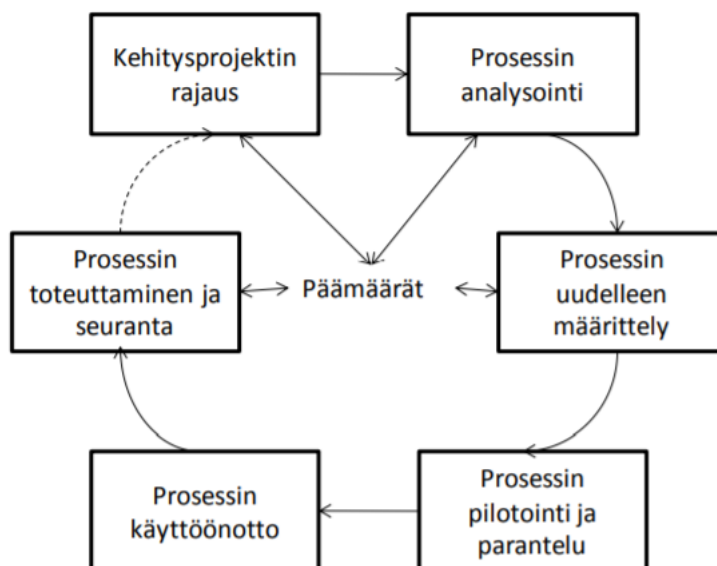 Kehitysprojektin
rajaus
Prosessin
analysointi
Prosessin
toteuttaminen ja
seuranta
Päämäärät
Prosessin
uudelleen
määrittely
Prosessin
käyttöönotto
Prosessin
pilotointi ja
parantelu